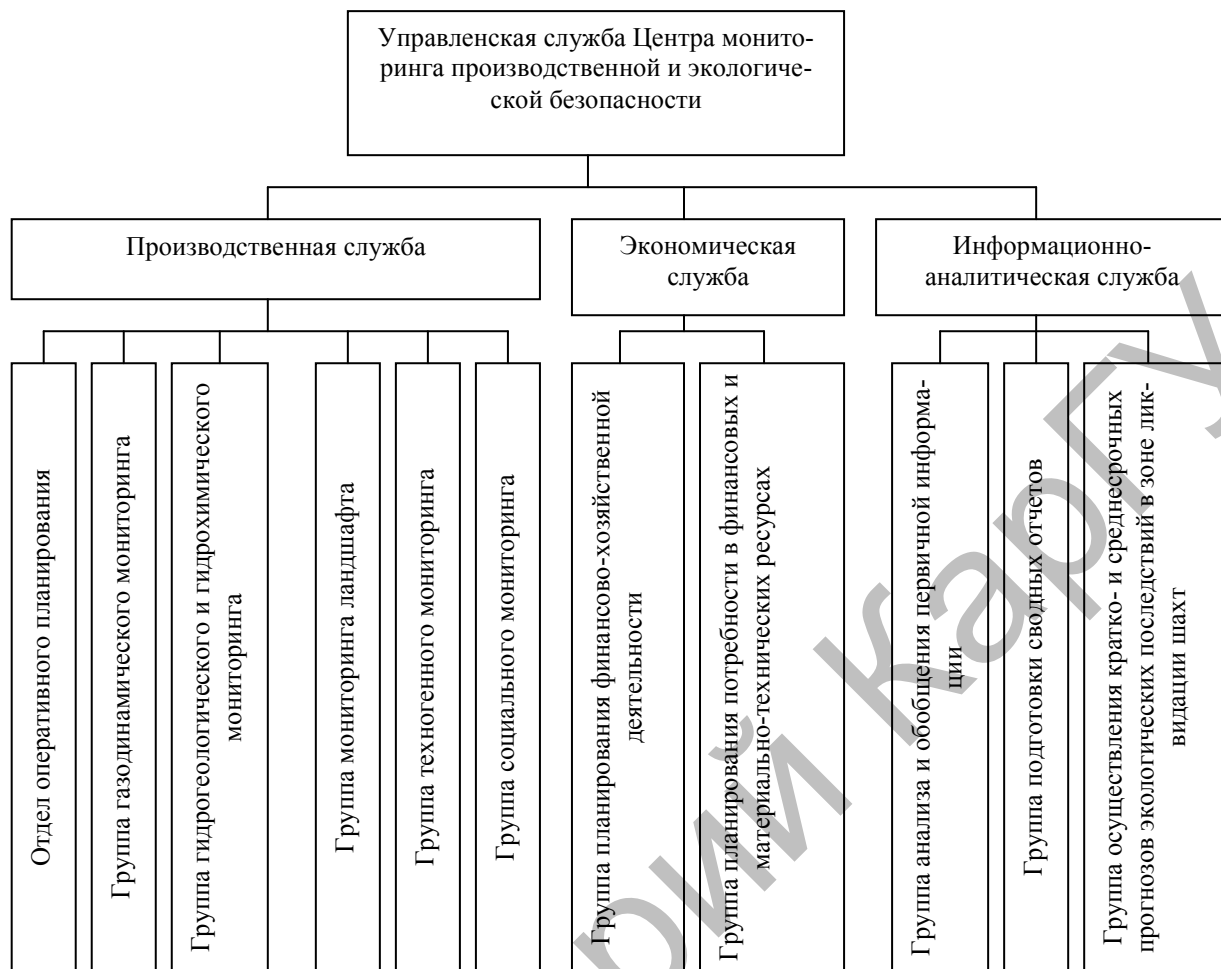 Управленская служба Центра монито-
ринга производственной и экологиче-
ской безопасности
Производственная служба
Экономическая
служба
Информационно-
аналитическая служба
Отдел оперативного планирования
Группа газодинамического мониторинга
Группа гидрогеологического и гидрохимического
мониторинга
Группа мониторинга ландшафта
Группа техногенного мониторинга
Группа социального мониторинга
Группа планирования финансово-хозяйственной
деятельности
Группа планирования потребности в финансовых и
материально-технических ресурсах
Группа анализа и обобщения первичной информа-
ции
Группа подготовки сводных отчетов
Группа осуществления кратко- и среднесрочных
прогнозов экологических последствий в зоне лик-
видации шахт
рий КарГУ